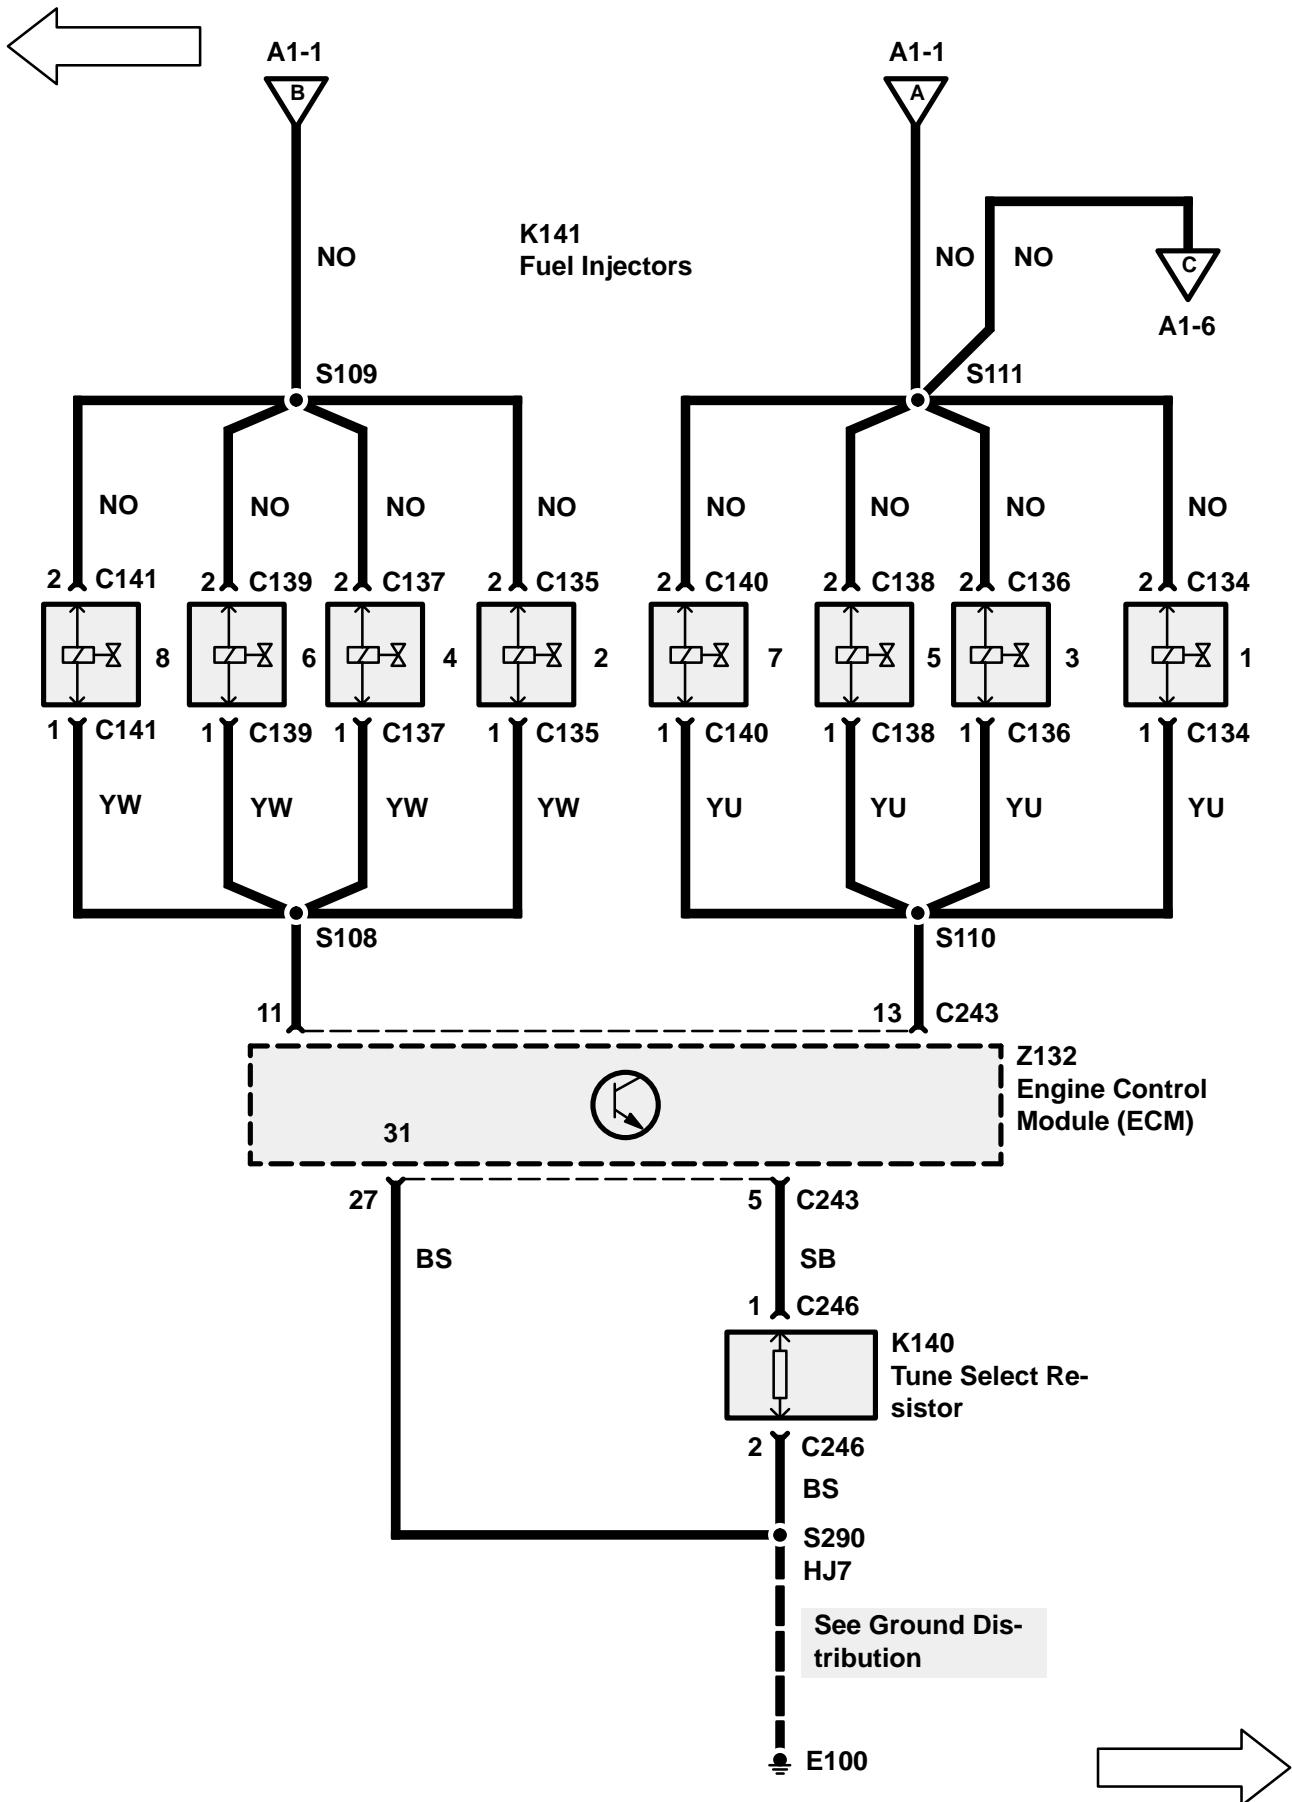 A1-1 A1-1
B A
K141
Fuel Injectors
NO NO NO
C
A1-6
S109 S111
NO NO NO NO NO NO NO NO
2 C141 2 C139 2 C137 2 C135 2 C140 2 C138 2 C136 2 C134
8 6 4 2 7 5 3 1
1 C141 1 C139 1 C137 1 C135 1 C140 1 C138 1 C136 1 C134
YW YW YW YW YU YU YU YU
S108 S110
11 13 C243
Z132
Engine Control
Module (ECM)
31
27 5 C243
BS SB
1 C246
K140
Tune Select Re-
sistor
2 C246
BS
S290
HJ7
See Ground Dis-
tribution
E100